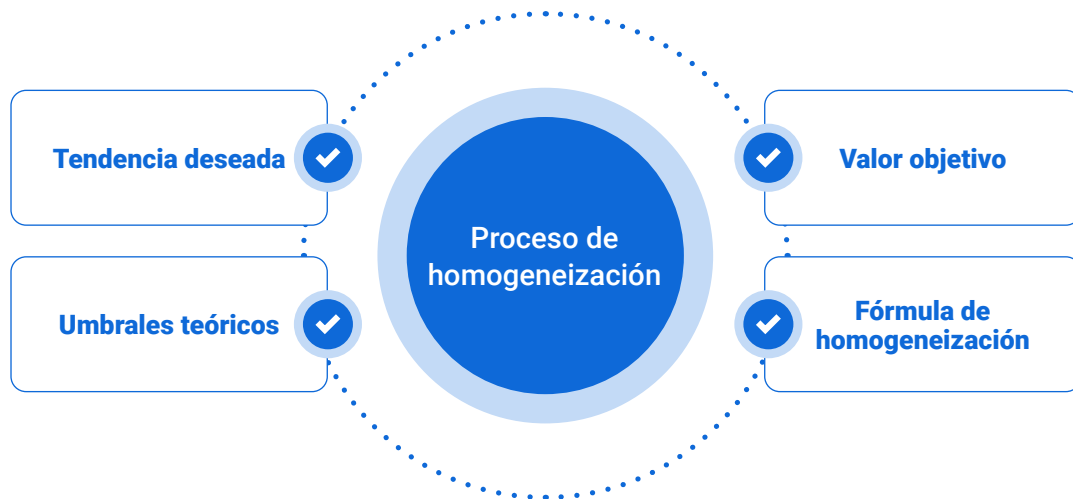 Tendencia deseada
Umbrales teóricos
Proceso de
homogeneización
Valor objetivo
Fórmula de
homogeneización